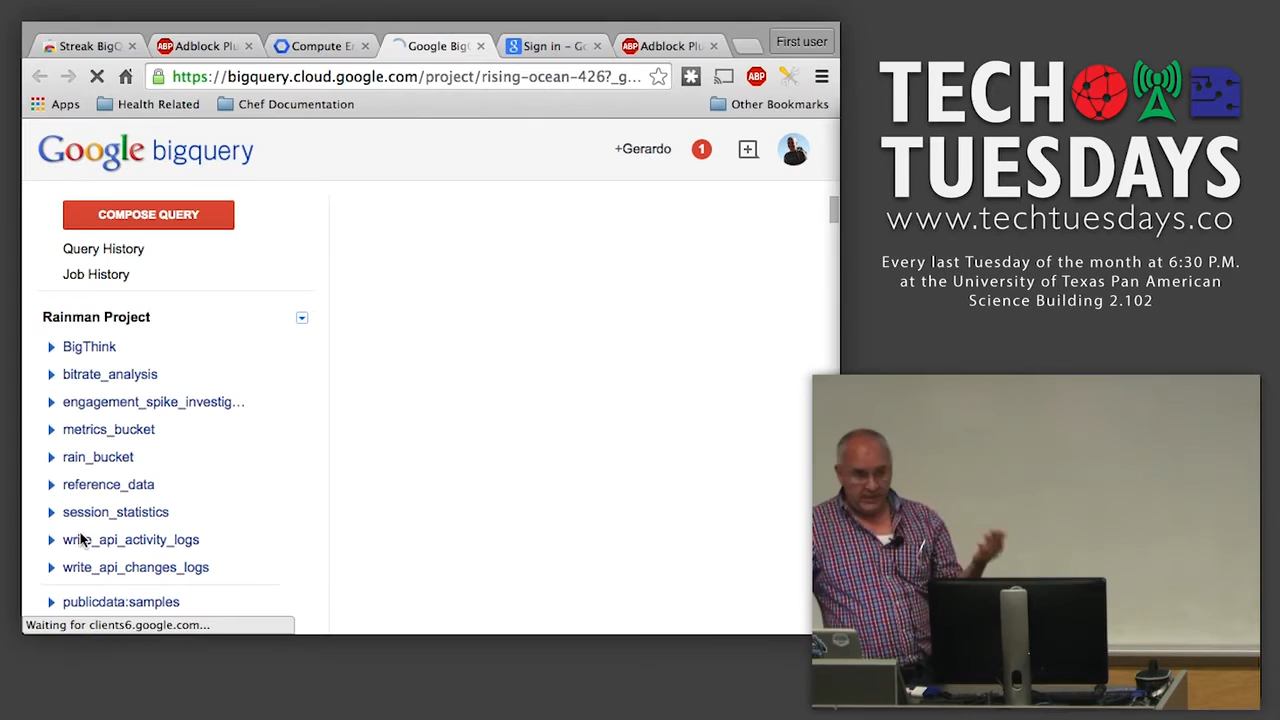 Streak BigQ
Adblock Plu
Compute E
Google BigQ
Sign in – Go
Adblock Plu
First user
https://bigquery.cloud.google.com/project/rising-ocean-426?_g...
ABP
Apps
Health Related
Chef Documentation
Other Bookmarks
Google bigquery
+Gerardo
1
COMPOSE QUERY
Query History
Job History
Rainman Project
BigThink
bitrate_analysis
engagement_spike_investig...
metrics_bucket
rain_bucket
reference_data
session_statistics
write_api_activity_logs
write_api_changes_logs
publicdata:samples
Waiting for clients6.google.com...
TECH
TUESDAYS
www.techtuesdays.co
Every last Tuesday of the month at 6:30 P.M.
at the University of Texas Pan American
Science Building 2.102